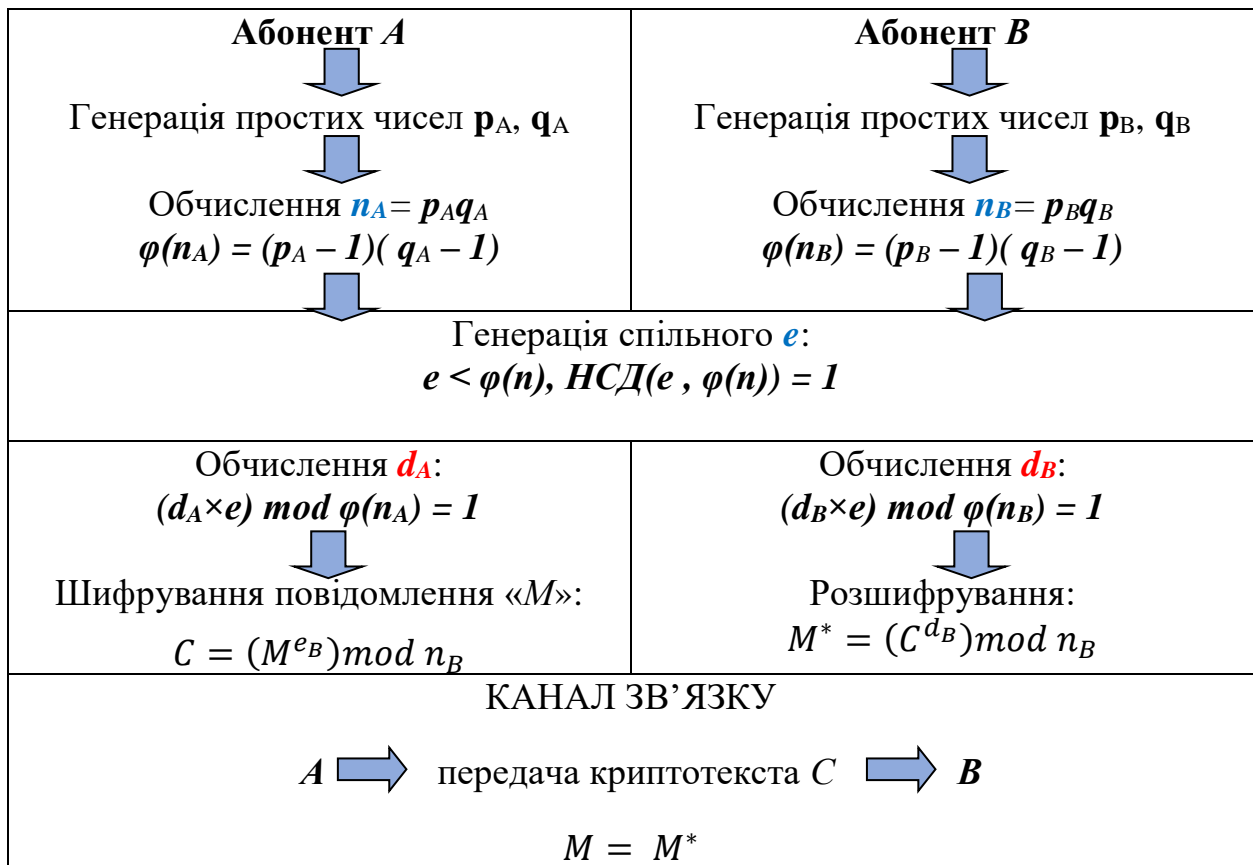 Абонент A
Абонент B
Генерація простих чисел pA, qA
Генерація простих чисел pB, qB
Обчислення nA= pAqA
φ(nA) = (pA – 1)( qA – 1)
Обчислення nB= pBqB
φ(nB) = (pB – 1)( qB – 1)
Генерація спільного e:
e < φ(n), НСД(e , φ(n)) = 1
Обчислення dA:
(dA×e) mod φ(nA) = 1
Обчислення dB:
(dB×e) mod φ(nB) = 1
Шифрування повідомлення «M»:
C = (M^eB)mod nB
Розшифрування:
M* = (C^dB)mod nB
КАНАЛ ЗВ’ЯЗКУ
A передача криптотекста C B
M = M*